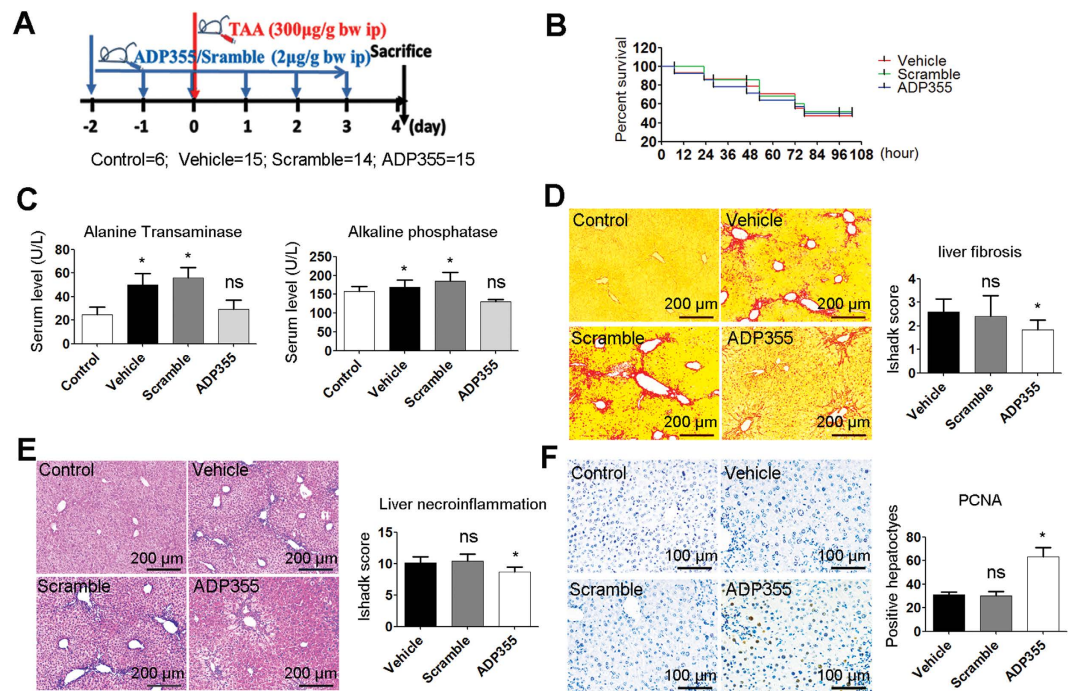 A
TAA (300μg/g bw ip)
ADP355/Sramble (2μg/g bw ip)
Sacrifice
-2 -1 0 1 2 3 4 (day)
Control=6; Vehicle=15; Scramble=14; ADP355=15
B
Percent survival
120
100
80
60
40
20
0
0 12 24 36 48 60 72 84 96 108 (hour)
Vehicle
Scramble
ADP355
C
Alanine Transaminase
Serum level (U/L)
80
60
40
20
0
* * ns
Control Vehicle Scramble ADP355
Alkaline phosphatase
Serum level (U/L)
250
200
150
100
50
0
* * ns
Control Vehicle Scramble ADP355
D
Control Vehicle
200 μm 200 μm
Scramble ADP355
200 μm 200 μm
liver fibrosis
Ishadk score
4
3
2
1
0
ns *
Vehicle Scramble ADP355
E
Control Vehicle
200 μm 200 μm
Scramble ADP355
200 μm 200 μm
Liver necroinflammation
Ishadk score
15
10
5
0
ns *
Vehicle Scramble ADP355
F
Control Vehicle
100 μm 100 μm
Scramble ADP355
100 μm 100 μm
PCNA
Positive hepatoctyes
80
60
40
20
0
ns *
Vehicle Scramble ADP355